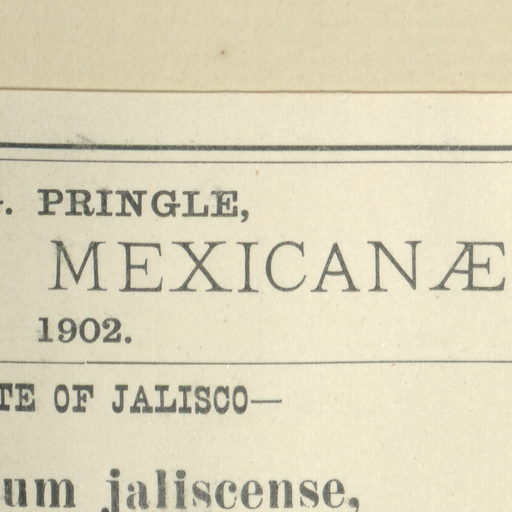 . PRINGLE,
MEXICANÆ
1902.
TE OF JALISCO—
um jaliscense,